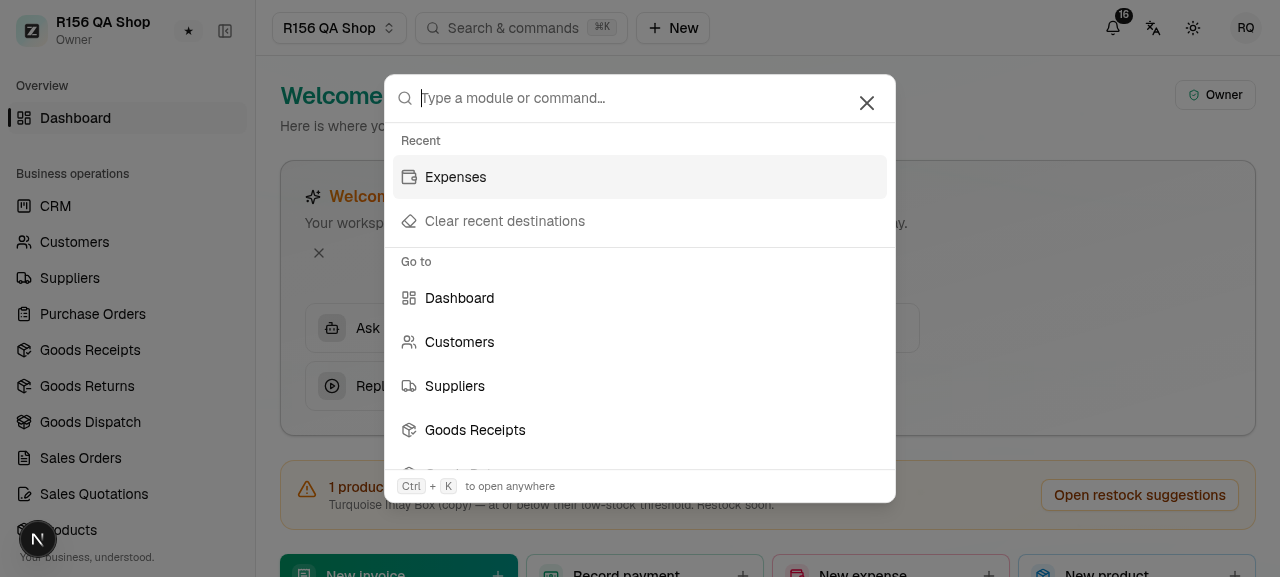 R156 QA Shop
Owner
R156 QA Shop
Search & commands
⌘K
New
16
RQ
Overview
Dashboard
Business operations
CRM
Customers
Suppliers
Purchase Orders
Goods Receipts
Goods Returns
Goods Dispatch
Sales Orders
Sales Quotations
oducts
N
Your business, understood.
Welcome
Here is where yo
Owner
Welcon
Your worksp
ay.
Ask
Repl
1 produc
Turquoise Inlay Box (copy) — at or below their low-stock threshold. Restock soon.
Open restock suggestions
New invoice
Record payment
New expense
New product
Type a module or command...
Recent
Expenses
Clear recent destinations
Go to
Dashboard
Customers
Suppliers
Goods Receipts
Ctrl + K to open anywhere